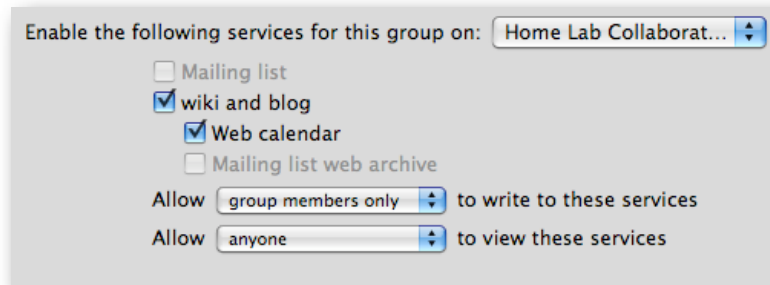 Enable the following services for this group on: Home Lab Collaborat...
Mailing list
wiki and blog
Web calendar
Mailing list web archive
Allow group members only to write to these services
Allow anyone to view these services